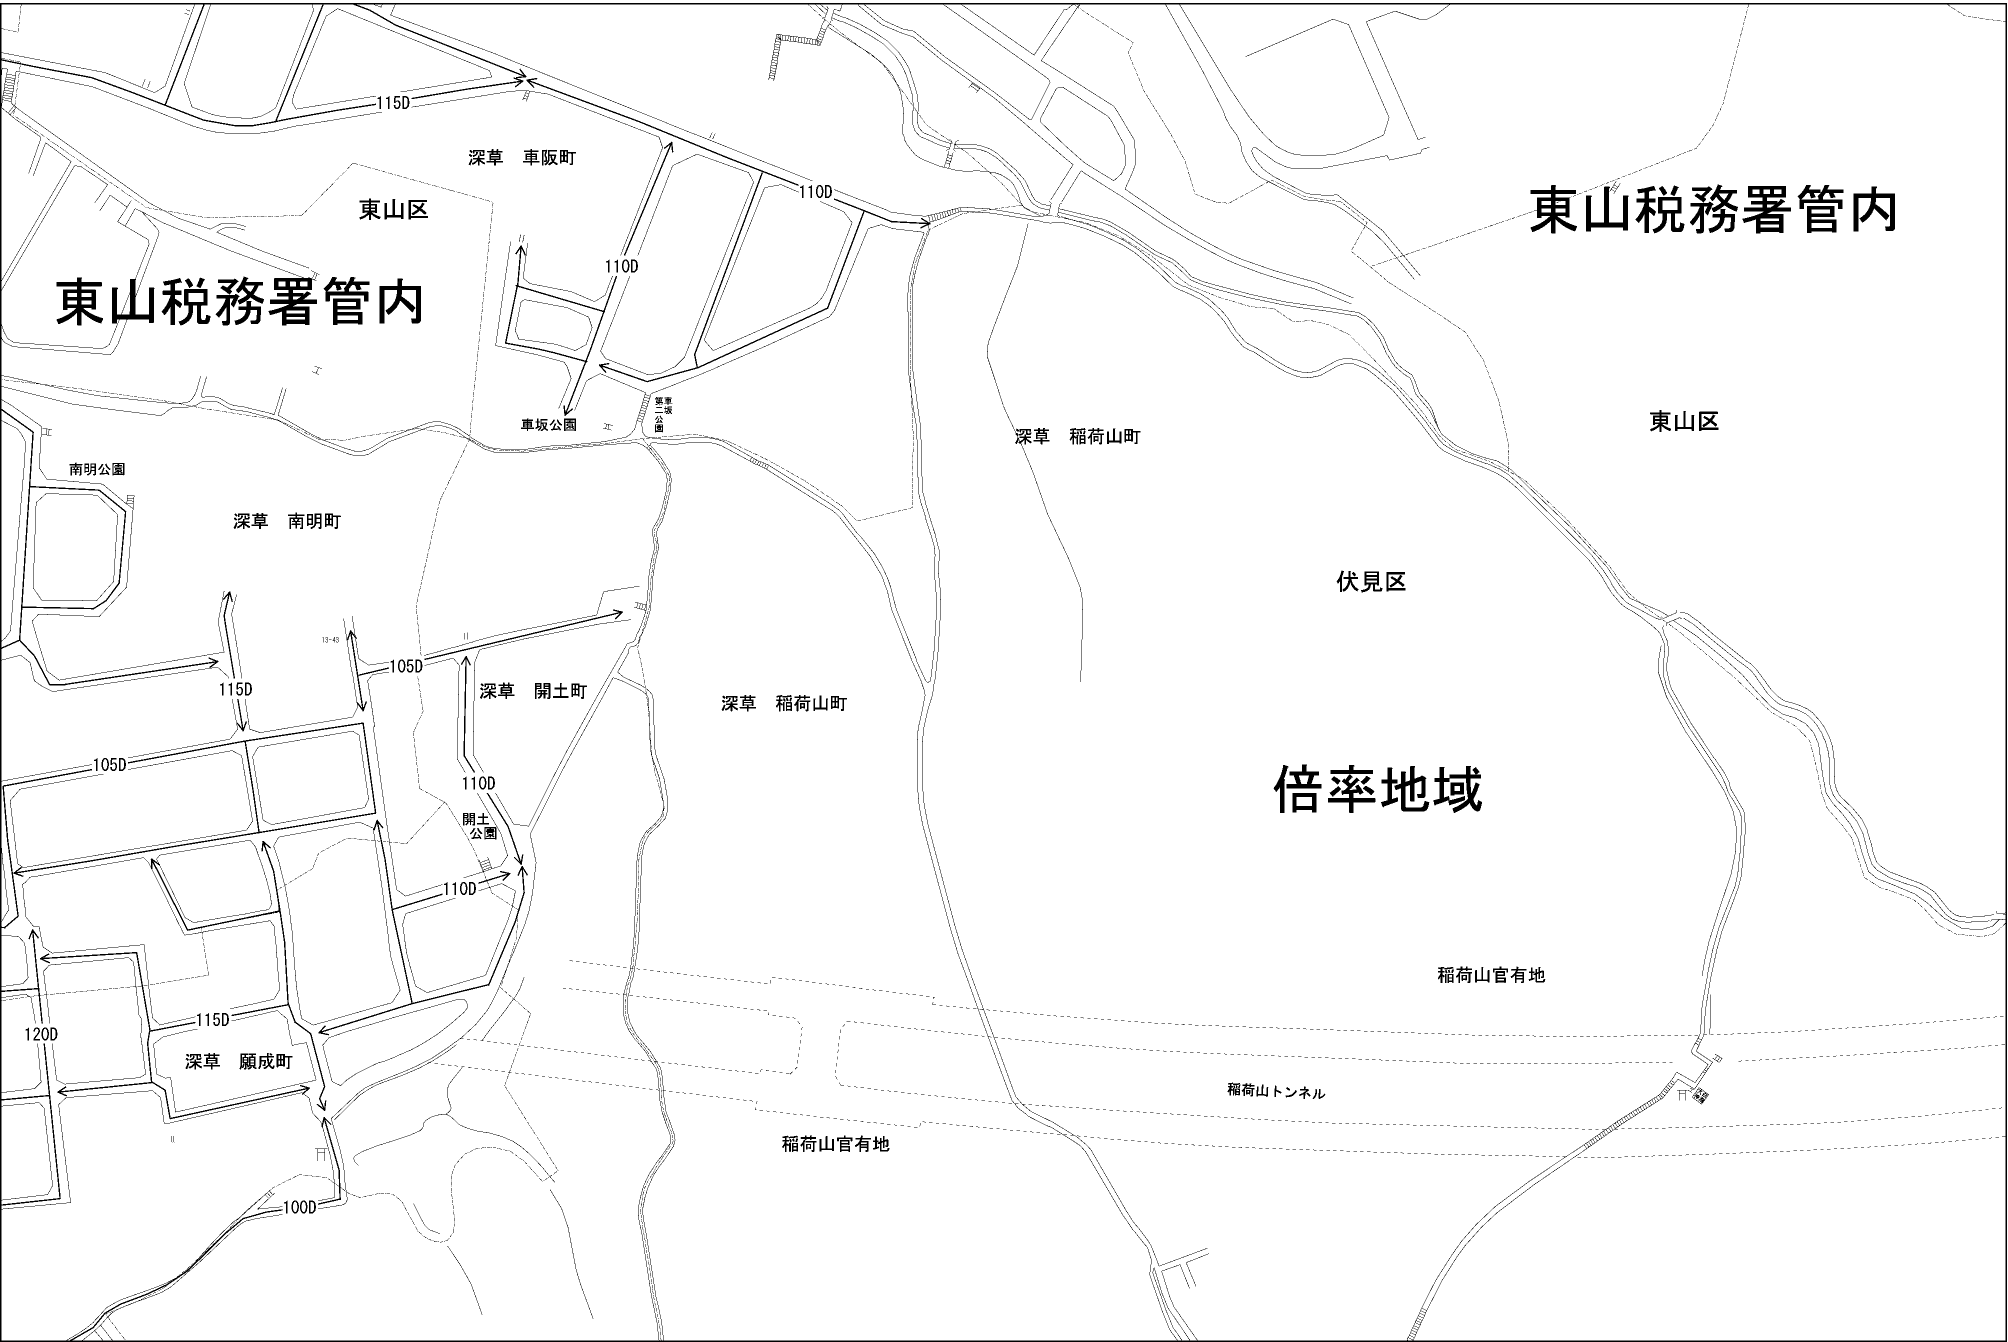 115D
深草　車阪町
110D
東山区
東山税務署管内
110D
東山税務署管内
車坂公園
車坂
第二公園
深草　稲荷山町
東山区
南明公園
深草　南明町
伏見区
13-43
105D
115D
深草　開土町
深草　稲荷山町
105D
110D
倍率地域
開土
公園
110D
稲荷山官有地
115D
120D
深草　願成町
稲荷山トンネル
稲荷山官有地
100D